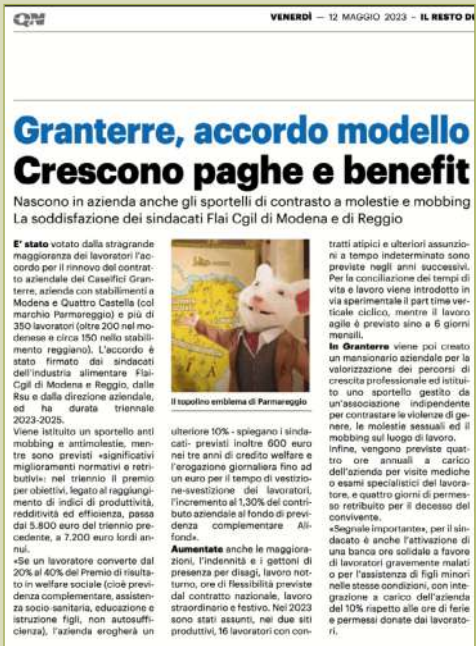 QN
VENERDÌ — 12 MAGGIO 2023 – IL RESTO DI
Granterre, accordo modello
Crescono paghe e benefit
Nascono in azienda anche gli sportelli di contrasto a molestie e mobbing
La soddisfazione dei sindacati Flai Cgil di Modena e di Reggio
E' stato votato dalla stragrande
maggioranza dei lavoratori l'ac-
cordo per il rinnovo del contrat-
to aziendale dei Caseifici Gran-
terre, azienda con stabilimenti a
Modena e Quattro Castella (col
marchio Parmareggio) e più di
350 lavoratori (oltre 200 nel mo-
denese e circa 150 nello stabili-
mento reggiano). L'accordo è
stato firmato dai sindacati
dell'industria alimentare Flai-
Cgil di Modena e Reggio, dalle
Rsu e dalla direzione aziendale,
ed ha durata triennale
2023-2025.
Viene istituito un sportello anti
mobbing e antimolestie, men-
tre sono previsti «significativi
miglioramenti normativi e retri-
butivi»: nel triennio il premio
per obiettivi, legato al raggiungi-
mento di indici di produttività,
redditività ed efficienza, passa
dai 5.800 euro del triennio pre-
cedente, a 7.200 euro lordi an-
nui.
«Se un lavoratore converte dal
20% al 40% del Premio di risulta-
to in welfare sociale (cioè previ-
denza complementare, assisten-
za socio-sanitaria, educazione e
istruzione figli, non autosuffi-
cienza), l'azienda erogherà un
Il topolino emblema di Parmareggio
ulteriore 10% - spiegano i sinda-
cati- previsti inoltre 600 euro
nei tre anni di credito welfare e
l'erogazione giornaliera fino ad
un euro per il tempo di vestizio-
ne-svestizione dei lavoratori,
l'incremento al 1,30% del contri-
buto aziendale al fondo di previ-
denza complementare Ali-
fond».
Aumentate anche le maggiora-
zioni, l'indennità e i gettoni di
presenza per disagi, lavoro not-
turno, ore di flessibilità previste
dal contratto nazionale, lavoro
straordinario e festivo. Nel 2023
sono stati assunti, nei due siti
produttivi, 16 lavoratori con con-
tratti atipici e ulteriori assunzio-
ni a tempo indeterminato sono
previste negli anni successivi.
Per la conciliazione dei tempi di
vita e lavoro viene introdotto in
via sperimentale il part time ver-
ticale ciclico, mentre il lavoro
agile è previsto sino a 6 giorni
mensili.
In Granterre viene poi creato
un mansionario aziendale per la
valorizzazione dei percorsi di
crescita professionale ed istitui-
to uno sportello gestito da
un'associazione indipendente
per contrastare le violenze di ge-
nere, le molestie sessuali ed il
mobbing sul luogo di lavoro.
Infine, vengono previste quat-
tro ore annuali a carico
dell'azienda per visite mediche
o esami specialistici del lavora-
tore, e quattro giorni di permes-
so retribuito per il decesso del
convivente.
«Segnale importante», per il sin-
dacato è anche l'attivazione di
una banca ore solidale a favore
di lavoratori gravemente malati
o per l'assistenza di figli minori
nelle stesse condizioni, con inte-
grazione a carico dell'azienda
del 10% rispetto alle ore di ferie
e permessi donate dai lavorato-
ri.